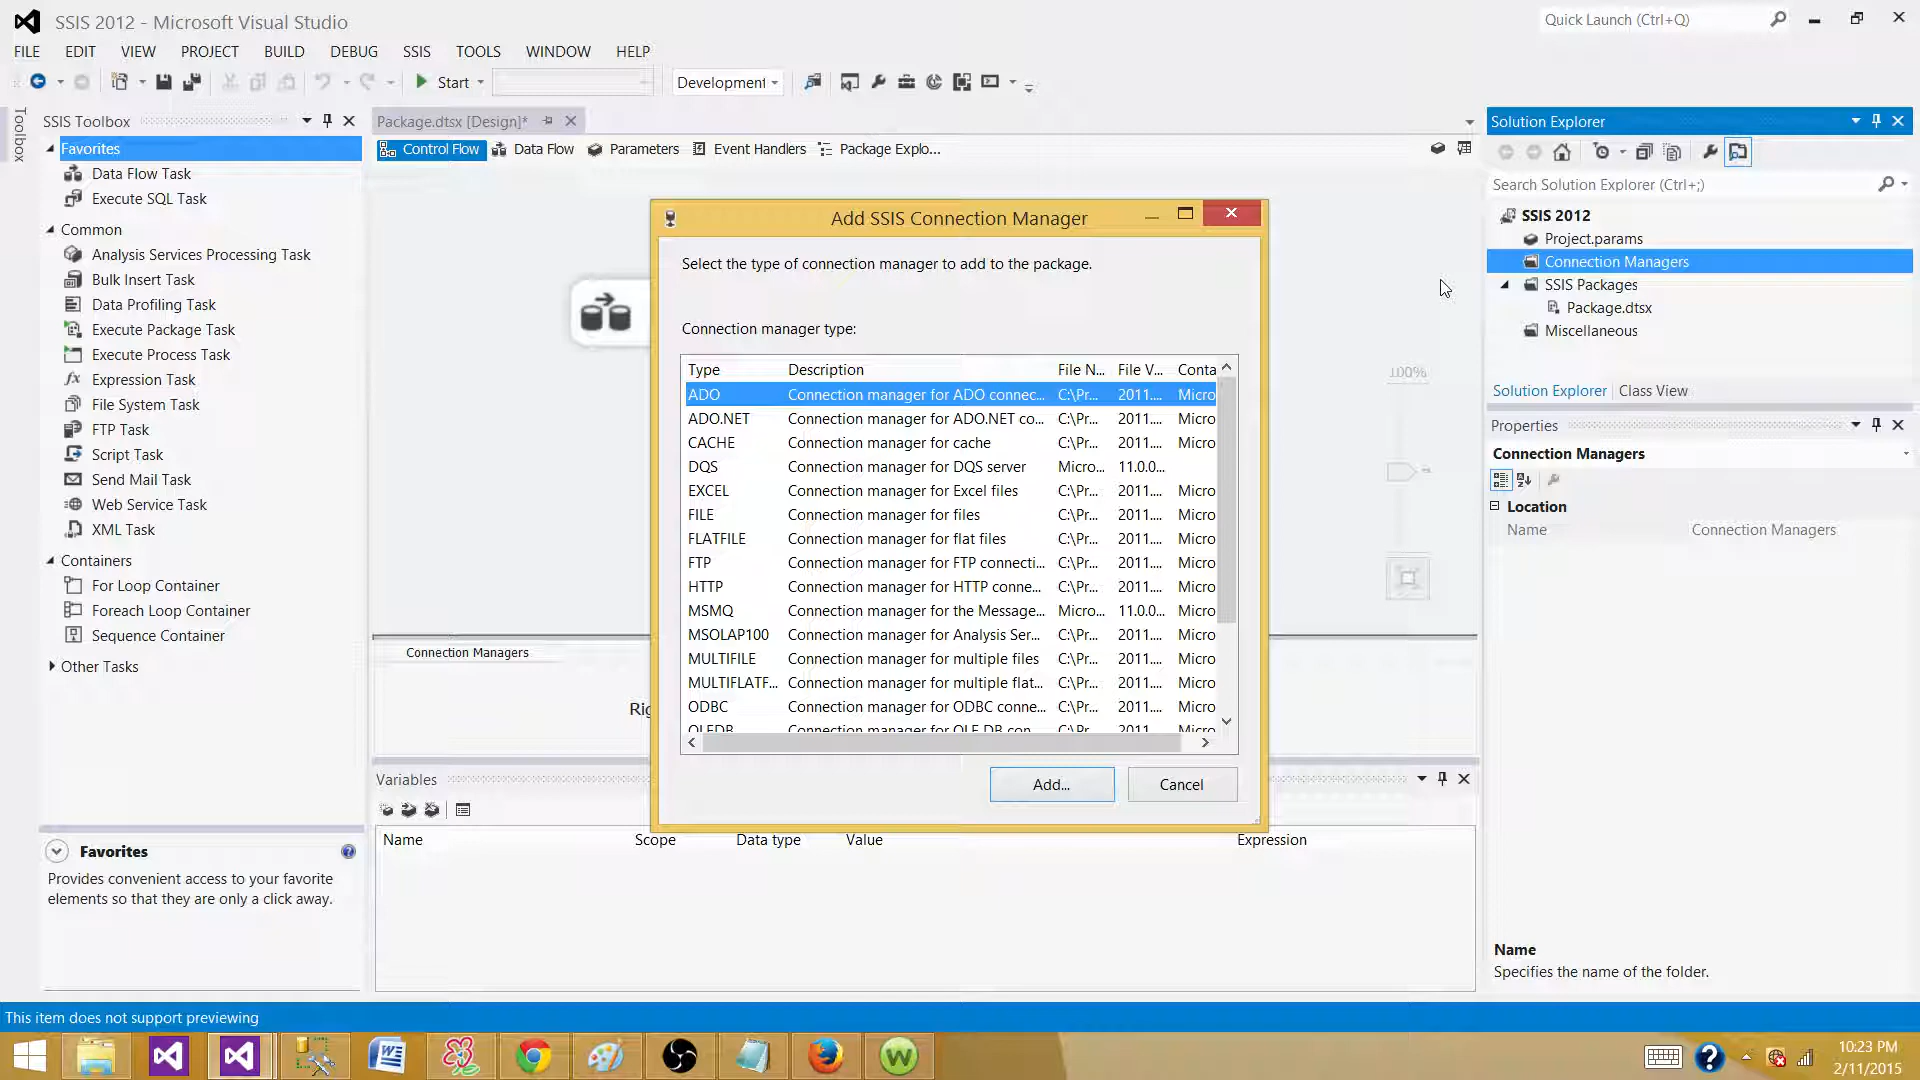 SSIS 2012 - Microsoft Visual Studio
Quick Launch (Ctrl+Q)
FILE EDIT VIEW PROJECT BUILD DEBUG SSIS TOOLS WINDOW HELP
Start
Development
Toolbox
SSIS Toolbox
Favorites
Data Flow Task
Execute SQL Task
Common
Analysis Services Processing Task
Bulk Insert Task
Data Profiling Task
Execute Package Task
Execute Process Task
Expression Task
File System Task
FTP Task
Script Task
Send Mail Task
Web Service Task
XML Task
Containers
For Loop Container
Foreach Loop Container
Sequence Container
Other Tasks
Favorites
Provides convenient access to your favorite
elements so that they are only a click away.
Package.dtsx [Design]*
Control Flow Data Flow Parameters Event Handlers Package Explo...
100%
Connection Managers
Rig
Add SSIS Connection Manager
Select the type of connection manager to add to the package.
Connection manager type:
Type Description File N... File V... Conta
ADO Connection manager for ADO connec... C:\Pr... 2011.... Micro
ADO.NET Connection manager for ADO.NET co... C:\Pr... 2011.... Micro
CACHE Connection manager for cache C:\Pr... 2011.... Micro
DQS Connection manager for DQS server Micro... 11.0.0...
EXCEL Connection manager for Excel files C:\Pr... 2011.... Micro
FILE Connection manager for files C:\Pr... 2011.... Micro
FLATFILE Connection manager for flat files C:\Pr... 2011.... Micro
FTP Connection manager for FTP connecti... C:\Pr... 2011.... Micro
HTTP Connection manager for HTTP conne... C:\Pr... 2011.... Micro
MSMQ Connection manager for the Message... Micro... 11.0.0... Micro
MSOLAP100 Connection manager for Analysis Ser... C:\Pr... 2011.... Micro
MULTIFILE Connection manager for multiple files C:\Pr... 2011.... Micro
MULTIFLATF... Connection manager for multiple flat... C:\Pr... 2011.... Micro
ODBC Connection manager for ODBC conne... C:\Pr... 2011.... Micro
OLEDB Connection manager for OLE DB con... C:\Pr... 2011.... Micro
Add... Cancel
Variables
Name Scope Data type Value Expression
Solution Explorer
Search Solution Explorer (Ctrl+;)
SSIS 2012
Project.params
Connection Managers
SSIS Packages
Package.dtsx
Miscellaneous
Solution Explorer Class View
Properties
Connection Managers
Location
Name Connection Managers
Name
Specifies the name of the folder.
This item does not support previewing
10:23 PM
2/11/2015